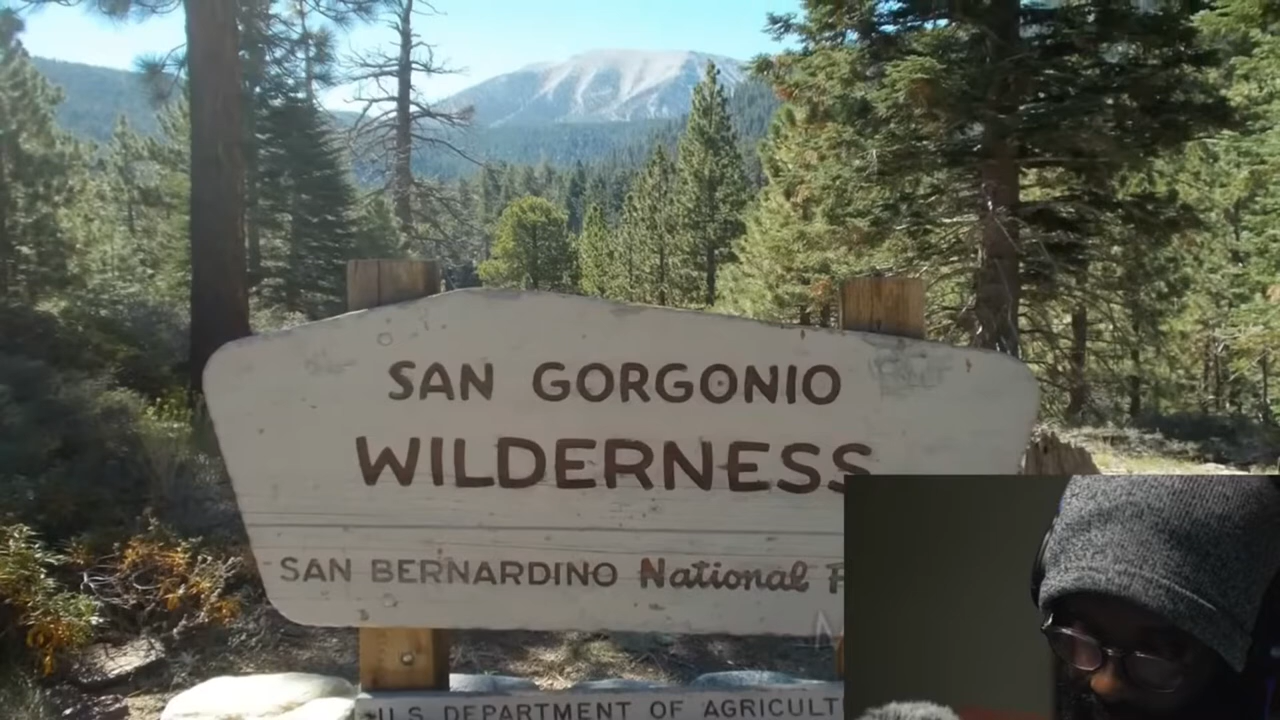 SAN GORGONIO
WILDERNESS
SAN BERNARDINO National F
U.S. DEPARTMENT OF AGRICULT